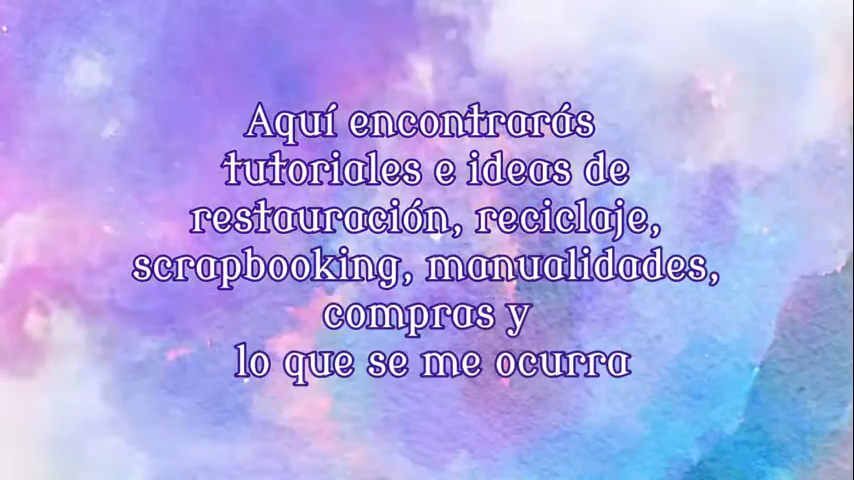 Aquí encontrarás
tutoriales e ideas de
restauración, reciclaje,
scrapbooking, manualidades,
compras y
lo que se me ocurra